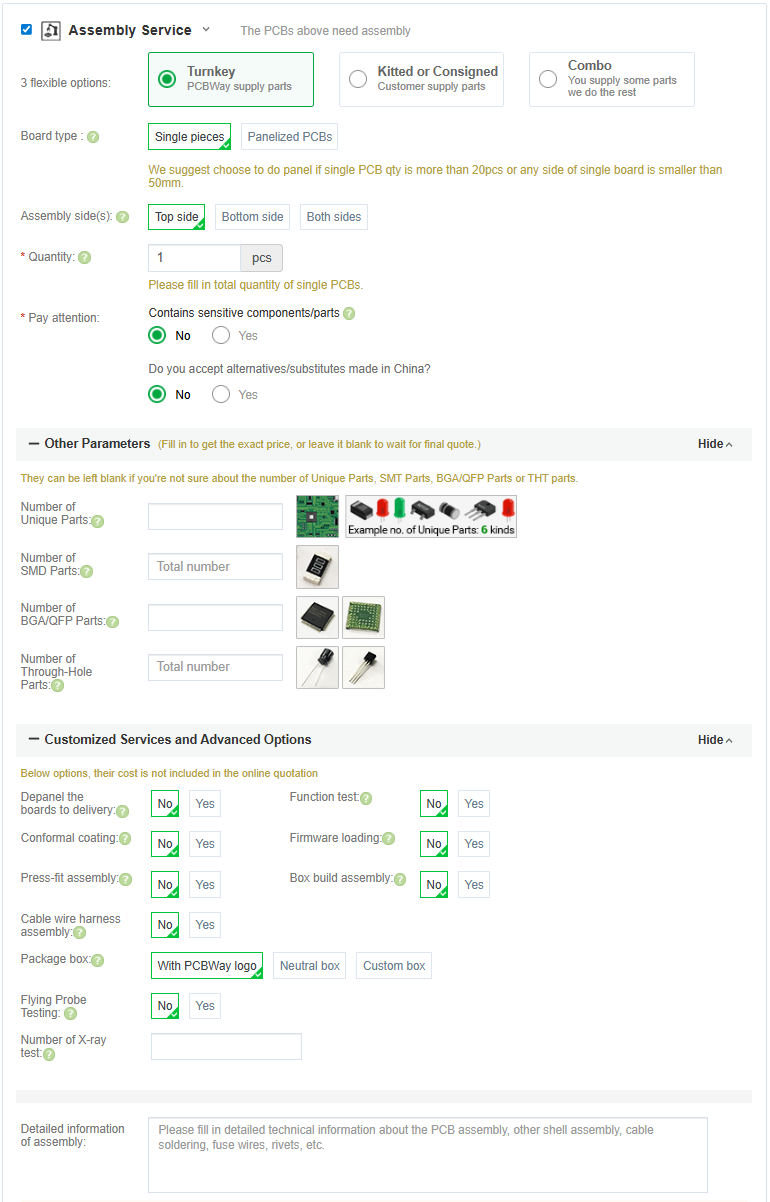 Assembly Service The PCBs above need assembly
3 flexible options:
Turnkey
PCBWay supply parts
Kitted or Consigned
Customer supply parts
Combo
You supply some parts
we do the rest
Board type : ?
Single pieces Panelized PCBs
We suggest choose to do panel if single PCB qty is more than 20pcs or any side of single board is smaller than
50mm.
Assembly side(s): ? Top side Bottom side Both sides
* Quantity: ? 1 pcs
Please fill in total quantity of single PCBs.
* Pay attention:
Contains sensitive components/parts ?
No Yes
Do you accept alternatives/substitutes made in China?
No Yes
Other Parameters (Fill in to get the exact price, or leave it blank to wait for final quote.) Hide
They can be left blank if you're not sure about the number of Unique Parts, SMT Parts, BGA/QFP Parts or THT parts.
Number of
Unique Parts:?
Example no. of Unique Parts: 6 kinds
Number of
SMD Parts:?
Total number
Number of
BGA/QFP Parts:?
Number of
Through-Hole
Parts:?
Total number
Customized Services and Advanced Options Hide
Below options, their cost is not included in the online quotation
Depanel the
boards to delivery:?
No Yes
Function test:? No Yes
Conformal coating:? No Yes
Firmware loading:? No Yes
Press-fit assembly:? No Yes
Box build assembly:? No Yes
Cable wire harness
assembly:?
No Yes
Package box:? With PCBWay logo Neutral box Custom box
Flying Probe
Testing: ?
No Yes
Number of X-ray
test:?
Detailed information
of assembly:
Please fill in detailed technical information about the PCB assembly, other shell assembly, cable
soldering, fuse wires, rivets, etc.